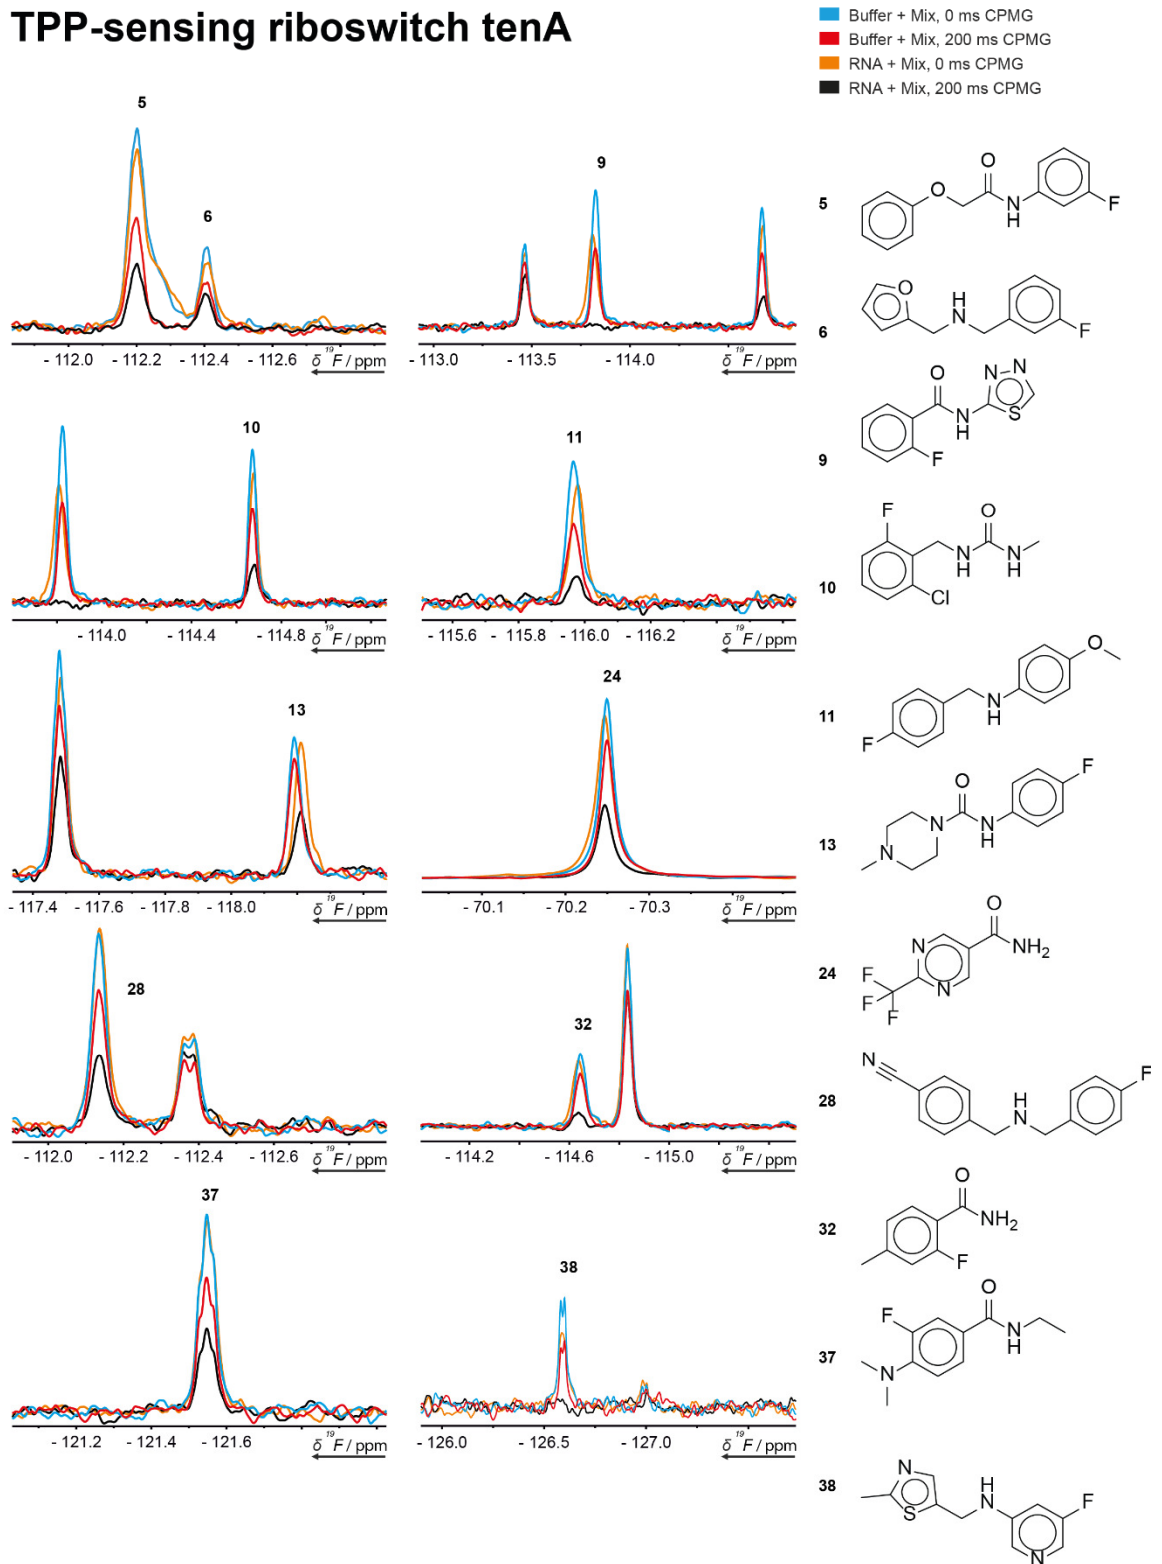 TPP-sensing riboswitch tenA
Buffer + Mix, 0 ms CPMG
Buffer + Mix, 200 ms CPMG
RNA + Mix, 0 ms CPMG
RNA + Mix, 200 ms CPMG
5
6
- 112.0 - 112.2 - 112.4 - 112.6 δ 19F / ppm
9
- 113.0 - 113.5 - 114.0 δ 19F / ppm
10
- 114.0 - 114.4 - 114.8 δ 19F / ppm
11
- 115.6 - 115.8 - 116.0 - 116.2 δ 19F / ppm
13
- 117.4 - 117.6 - 117.8 - 118.0 δ 19F / ppm
24
- 70.1 - 70.2 - 70.3 δ 19F / ppm
28
- 112.0 - 112.2 - 112.4 - 112.6 δ 19F / ppm
32
- 114.2 - 114.6 - 115.0 δ 19F / ppm
37
- 121.2 - 121.4 - 121.6 δ 19F / ppm
38
- 126.0 - 126.5 - 127.0 δ 19F / ppm
5
O
O
N
H
F
6
O
H
N
F
9
O
N
N
N
H
S
F
10
F
O
NH
N
H
Cl
11
O
N
H
F
13
O
F
N
N
H
N
24
O
N
NH2
F
F
N
F
28
N
H
N
F
32
O
NH2
F
37
O
F
N
H
N
38
N
H
N
S
F
N